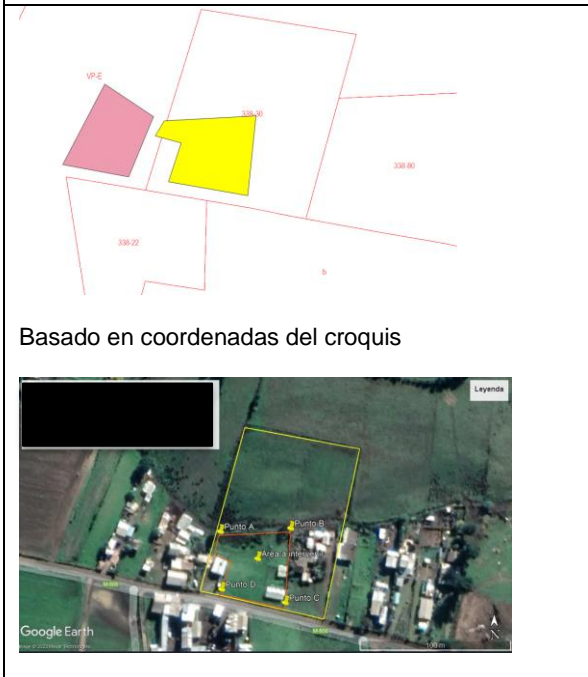 VP-E
338-30
338-80
338-22
b
Basado en coordenadas del croquis
Leyenda
Punto A
Punto B
Area a intervenir
Punto D
Punto C
Google Earth
100 m
N